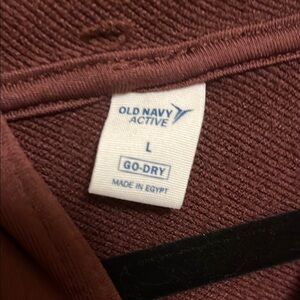 OLD NAVY
ACTIVE
L
GO-DRY
MADE IN EGYPT